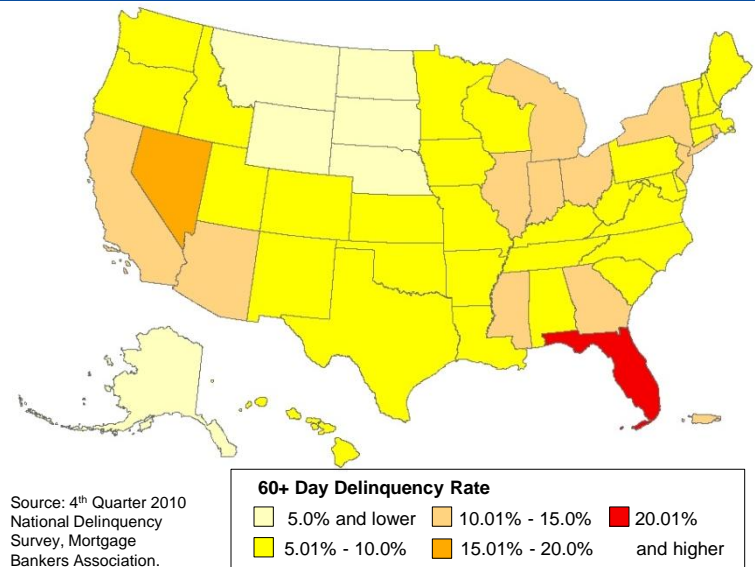 Source: 4th Quarter 2010
National Delinquency
Survey, Mortgage
Bankers Association.
60+ Day Delinquency Rate
5.0% and lower 10.01% - 15.0% 20.01%
5.01% - 10.0% 15.01% - 20.0% and higher